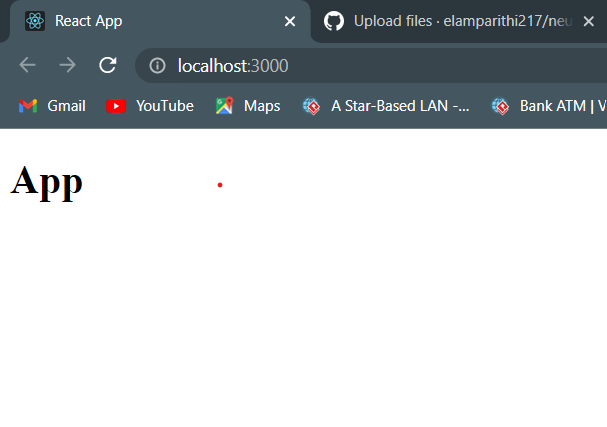 React App
Upload files · elamparithi217/neu
localhost:3000
Gmail YouTube Maps A Star-Based LAN -... Bank ATM | V
App